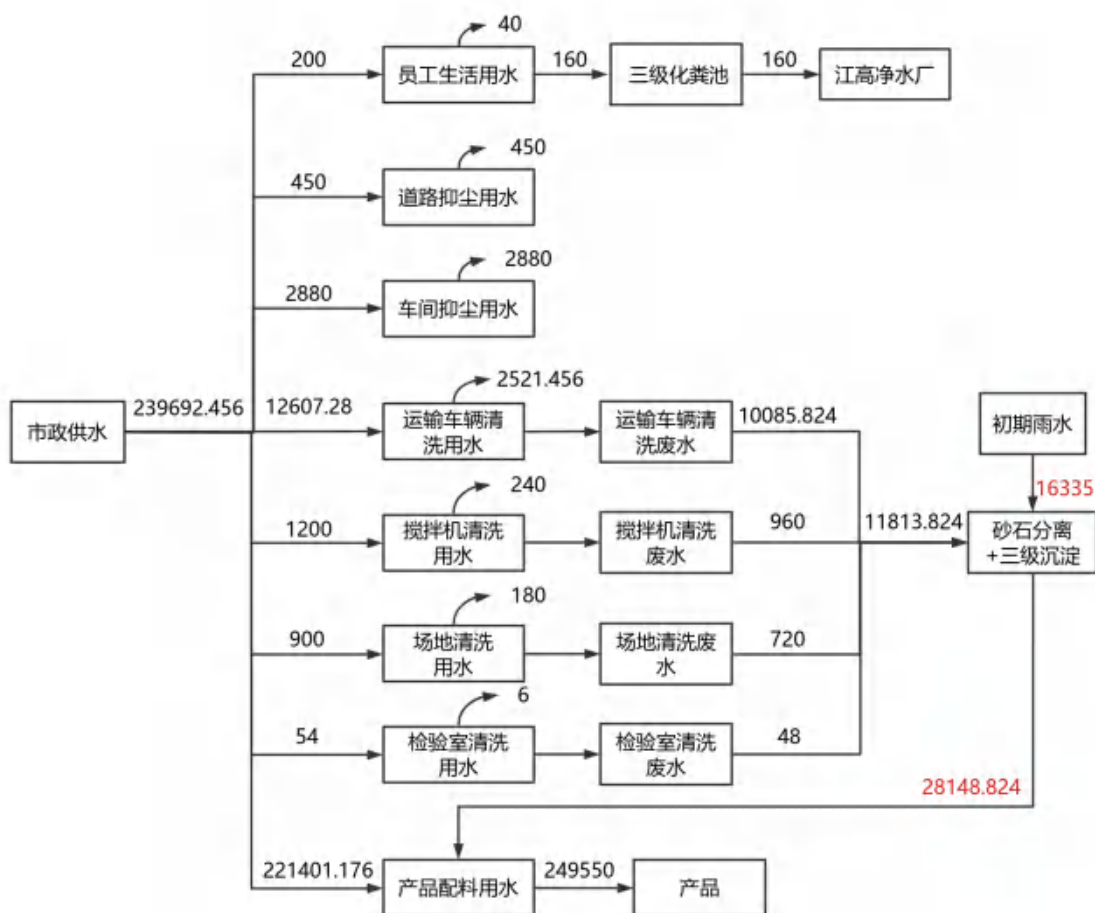 40
200
员工生活用水
160
三级化粪池
160
江高净水厂
450
450
道路抑尘用水
2880
2880
车间抑尘用水
2521.456
市政供水
239692.456
12607.28
运输车辆清
洗用水
运输车辆清
洗废水
10085.824
初期雨水
16335
240
1200
搅拌机清洗
用水
搅拌机清洗
废水
960
11813.824
砂石分离
+三级沉淀
180
900
场地清洗
用水
场地清洗废
水
720
6
54
检验室清洗
用水
检验室清洗
废水
48
28148.824
221401.176
产品配料用水
249550
产品